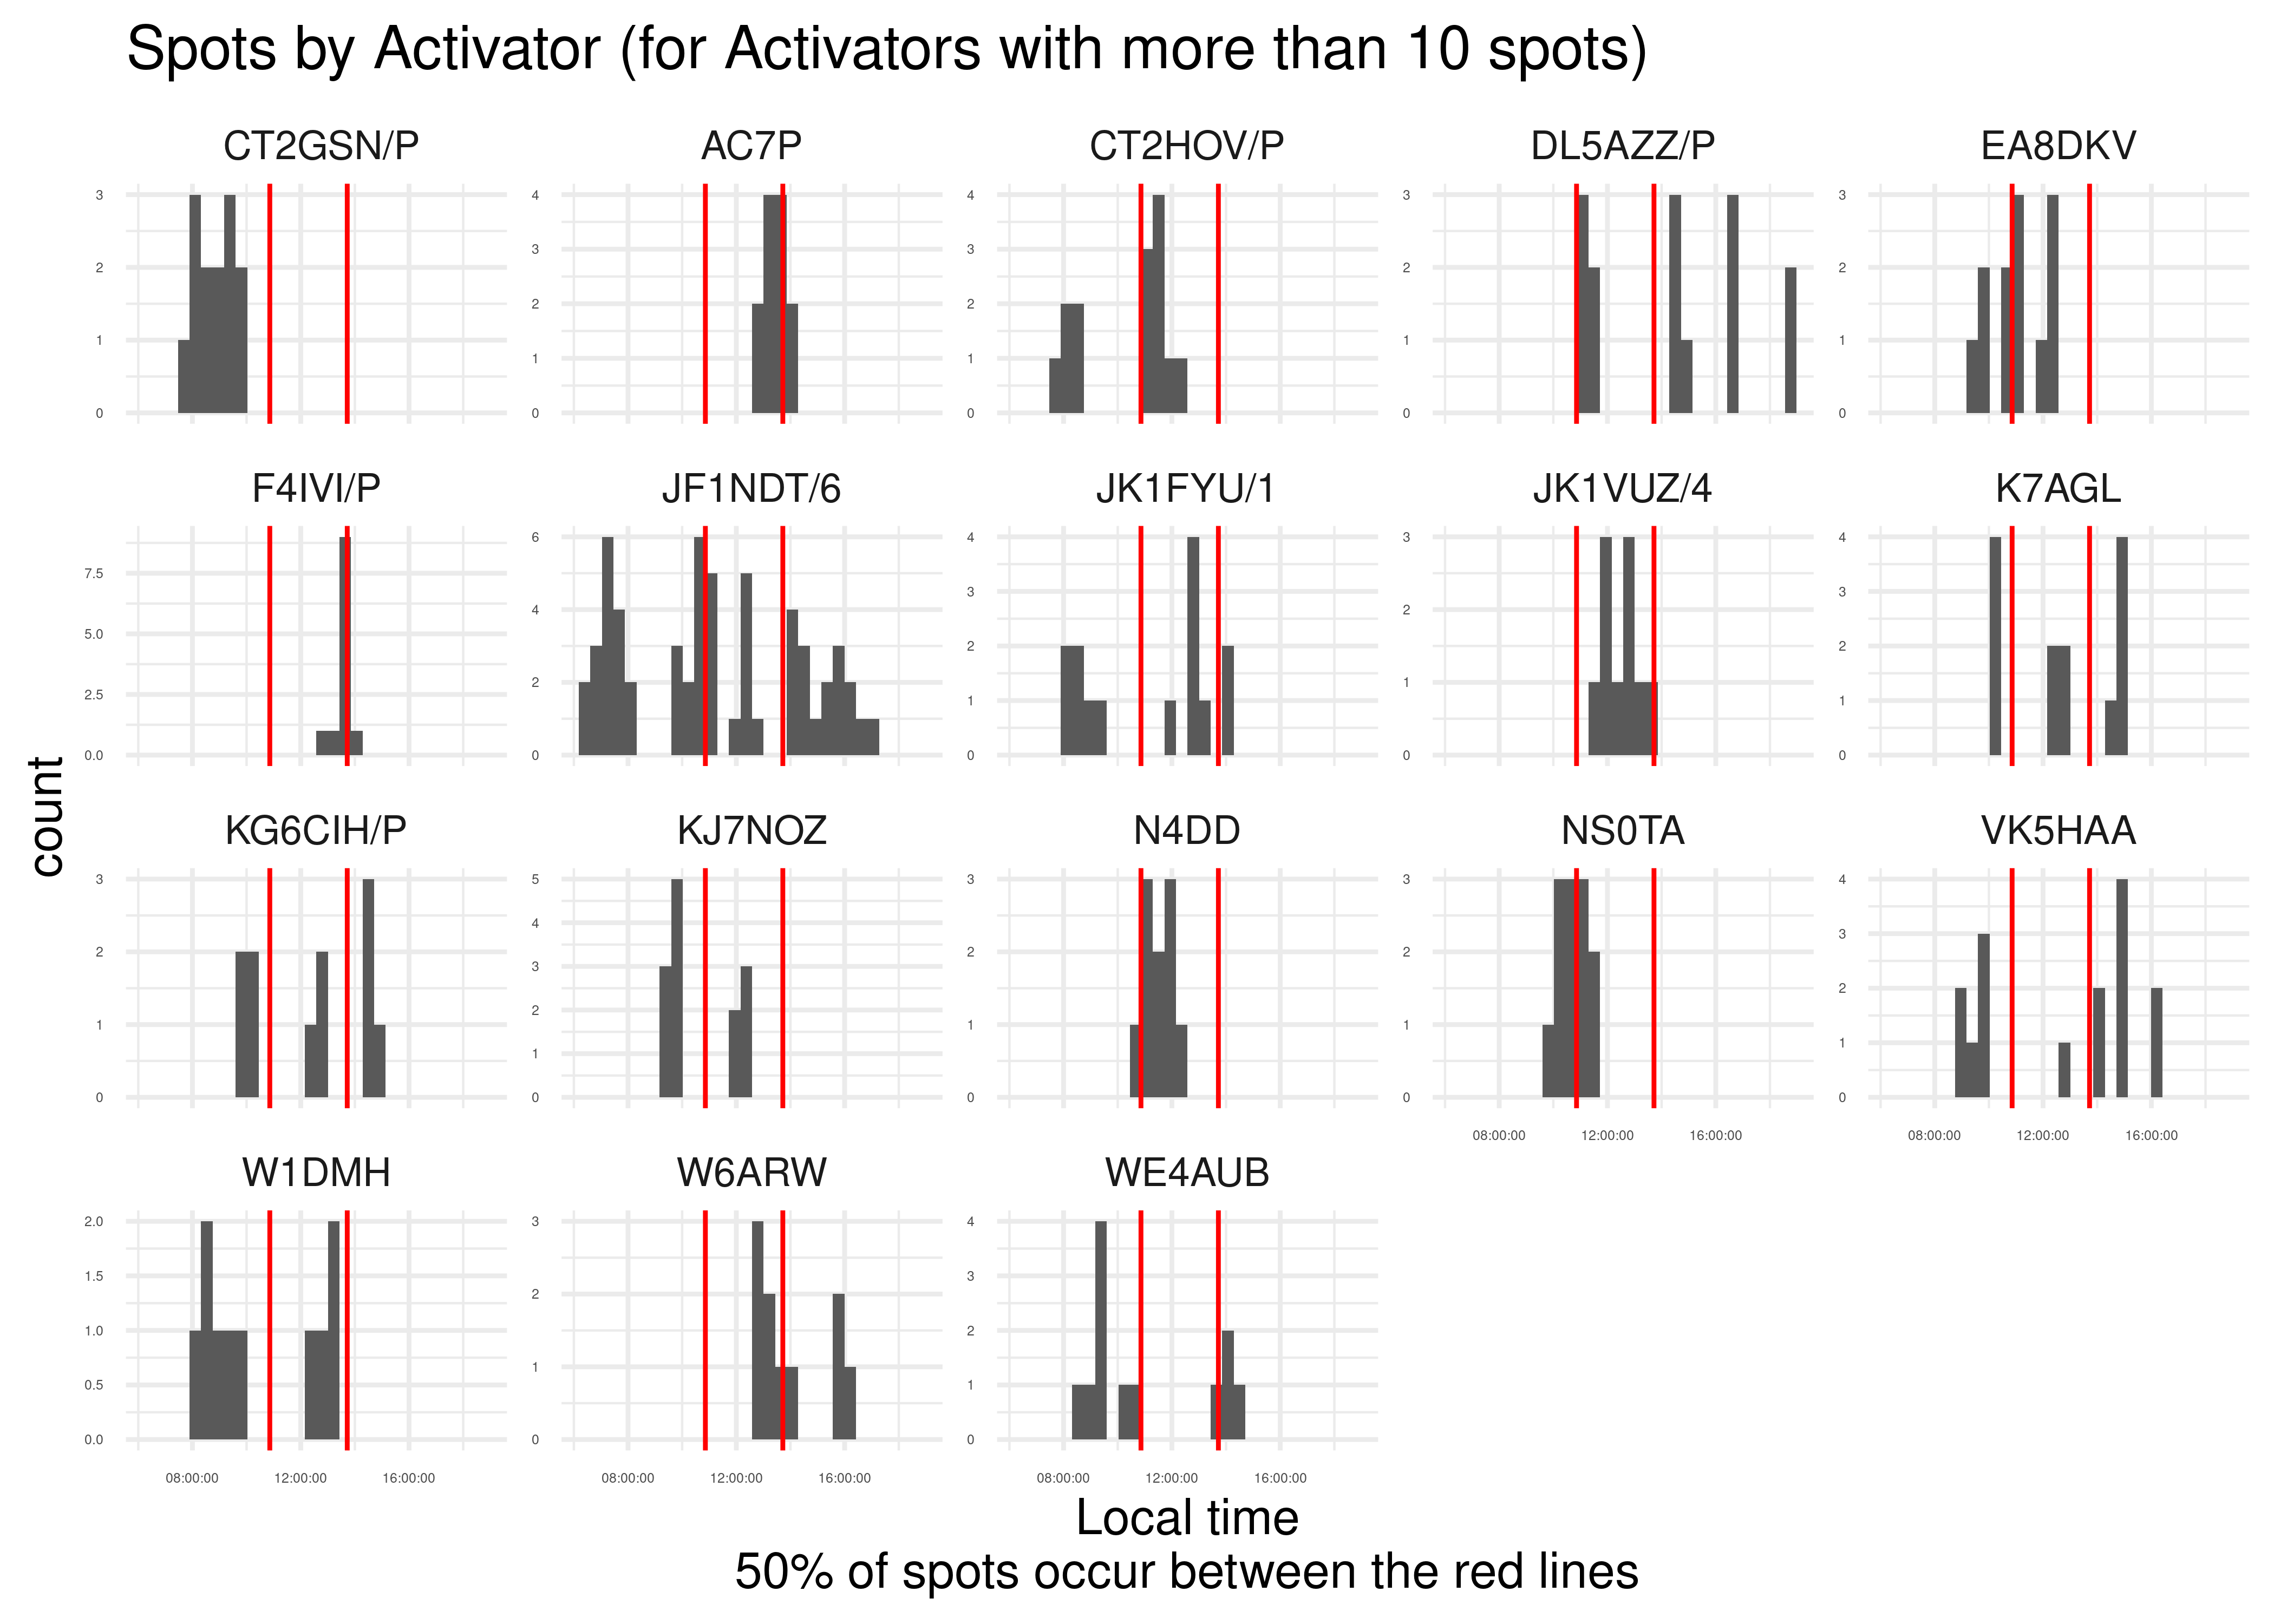 Spots by Activator (for Activators with more than 10 spots)
CT2GSN/P AC7P CT2HOV/P DL5AZZ/P EA8DKV
3 4 4 3 3
3 3
2 2 2
2 2
1 1 1
1 1
0 0 0 0 0
F4IVI/P JF1NDT/6 JK1FYU/1 JK1VUZ/4 K7AGL
6 4 3 4
7.5
3 3
4 2
5.0
2 2
2.5
2 1
1 1
0.0 0 0 0 0
count
KG6CIH/P KJ7NOZ N4DD NS0TA VK5HAA
3 5 3 3 4
4
3
2 3 2 2
2
2
1 1 1
1 1
0 0 0 0 0
08:00:00 12:00:00 16:00:00 08:00:00 12:00:00 16:00:00
W1DMH W6ARW WE4AUB
2.0 3 4
1.5 3
2
1.0 2
1
0.5 1
0.0 0 0
08:00:00 12:00:00 16:00:00 08:00:00 12:00:00 16:00:00 08:00:00 12:00:00 16:00:00
Local time
50% of spots occur between the red lines